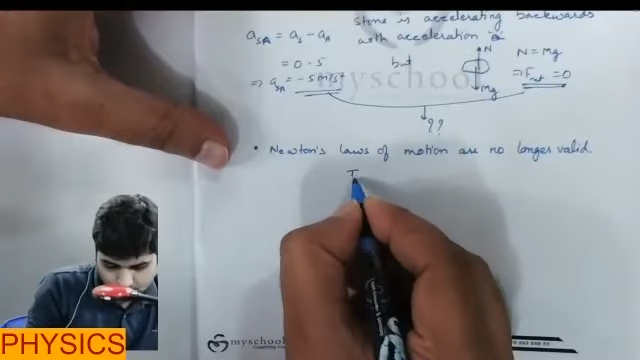 stone is accelerating backwards
a_SA = a_S - a_A with acceleration
= 0 - 5 but N N = Mg
⇒ a_SA = -5 m/s² mg ⇒ F_net = 0
myschool
??
• Newton's laws of motion are no longer valid.
T
myschool
PHYSICS